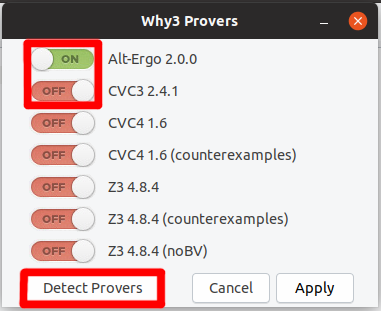 Why3 Provers
ON Alt-Ergo 2.0.0
OFF CVC3 2.4.1
OFF CVC4 1.6
OFF CVC4 1.6 (counterexamples)
OFF Z3 4.8.4
OFF Z3 4.8.4 (counterexamples)
OFF Z3 4.8.4 (noBV)
Detect Provers Cancel Apply